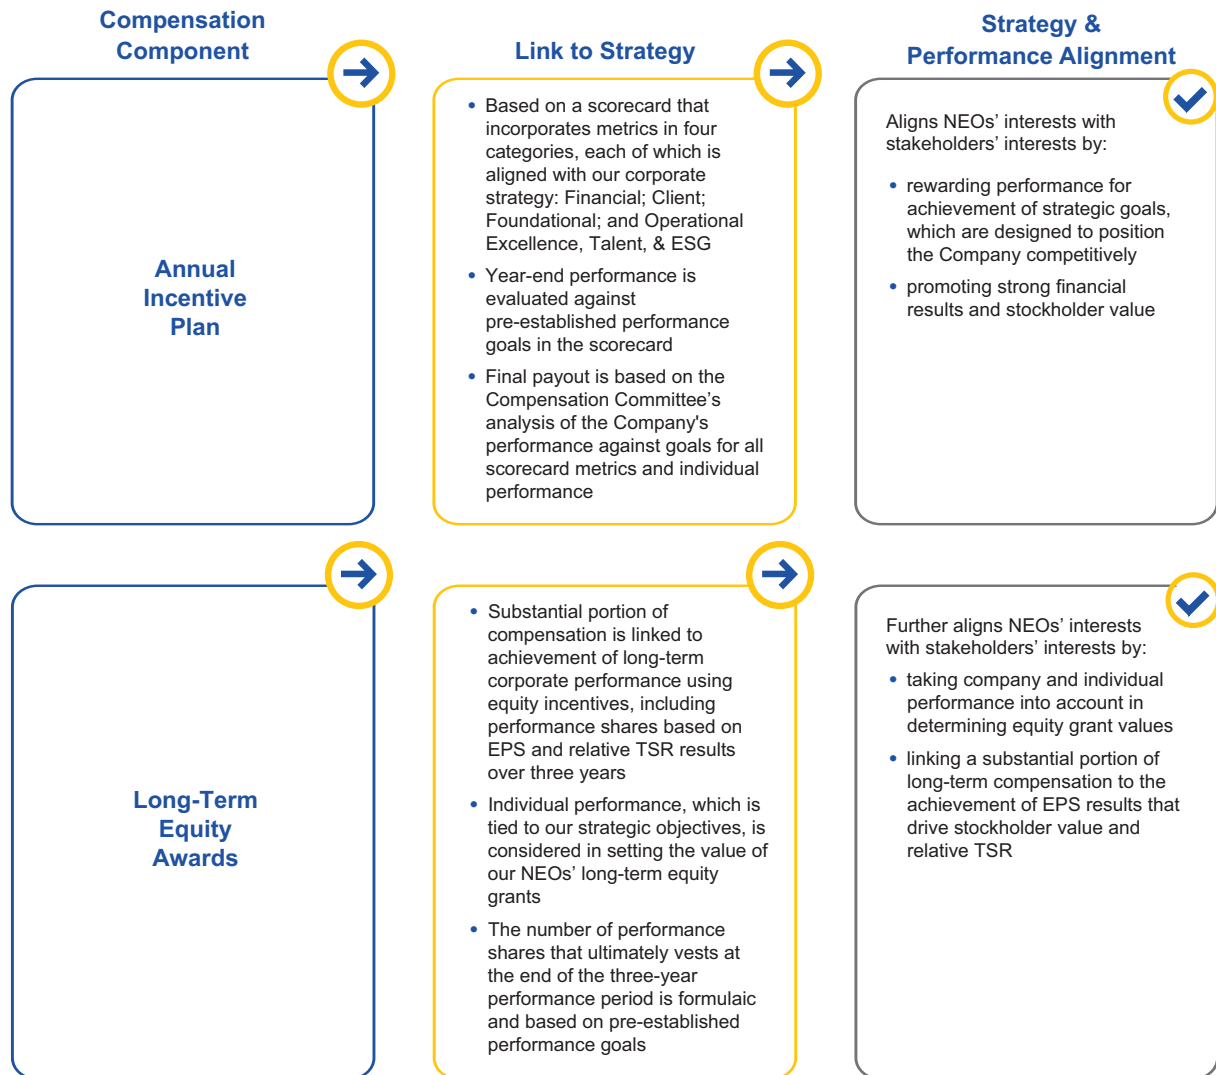 Compensation
Component
Link to Strategy
Strategy &
Performance Alignment
Annual
Incentive
Plan
• Based on a scorecard that
incorporates metrics in four
categories, each of which is
aligned with our corporate
strategy: Financial; Client;
Foundational; and Operational
Excellence, Talent, & ESG
• Year-end performance is
evaluated against
pre-established performance
goals in the scorecard
• Final payout is based on the
Compensation Committee’s
analysis of the Company's
performance against goals for all
scorecard metrics and individual
performance
Aligns NEOs’ interests with
stakeholders’ interests by:
• rewarding performance for
achievement of strategic goals,
which are designed to position
the Company competitively
• promoting strong financial
results and stockholder value
Long-Term
Equity
Awards
• Substantial portion of
compensation is linked to
achievement of long-term
corporate performance using
equity incentives, including
performance shares based on
EPS and relative TSR results
over three years
• Individual performance, which is
tied to our strategic objectives, is
considered in setting the value of
our NEOs’ long-term equity
grants
• The number of performance
shares that ultimately vests at
the end of the three-year
performance period is formulaic
and based on pre-established
performance goals
Further aligns NEOs’ interests
with stakeholders’ interests by:
• taking company and individual
performance into account in
determining equity grant values
• linking a substantial portion of
long-term compensation to the
achievement of EPS results that
drive stockholder value and
relative TSR